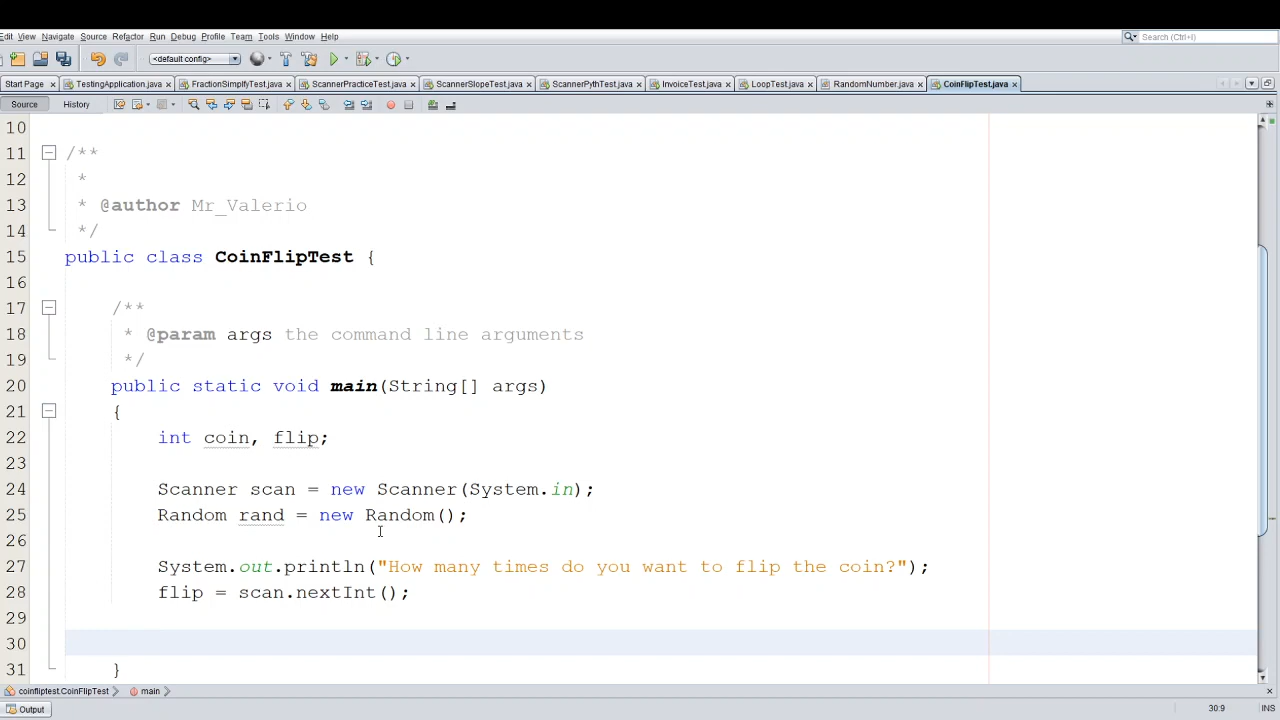 Edit View Navigate Source Refactor Run Debug Profile Team Tools Window Help
Search (Ctrl+I)
<default config>
Start Page TestingApplication.java FractionSimplfyTest.java ScannerPracticeTest.java ScannerSlopeTest.java ScannerPythTest.java InvoiceTest.java LoopTest.java RandomNumber.java CoinFlipTest.java
Source History
10
11 /**
12 *
13 * @author Mr_Valerio
14 */
15 public class CoinFlipTest {
16
17 /**
18 * @param args the command line arguments
19 */
20 public static void main(String[] args)
21 {
22 int coin, flip;
23
24 Scanner scan = new Scanner(System.in);
25 Random rand = new Random();
26
27 System.out.println("How many times do you want to flip the coin?");
28 flip = scan.nextInt();
29
30
31 }
coinfliptest.CoinFlipTest main
Output
30:9 INS